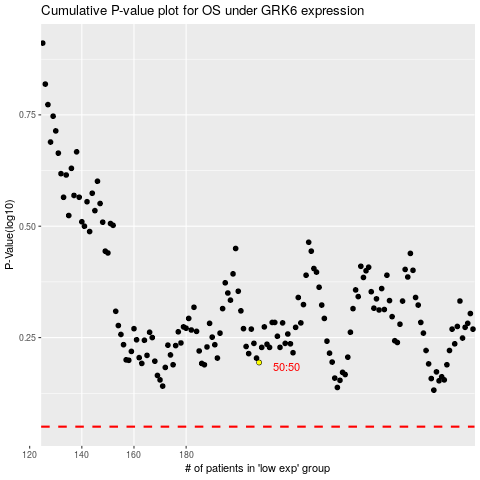 Cumulative P-value plot for OS under GRK6 expression
P-Value(log10)
0.75
0.50
0.25
50:50
120 140 160 180
# of patients in 'low exp' group